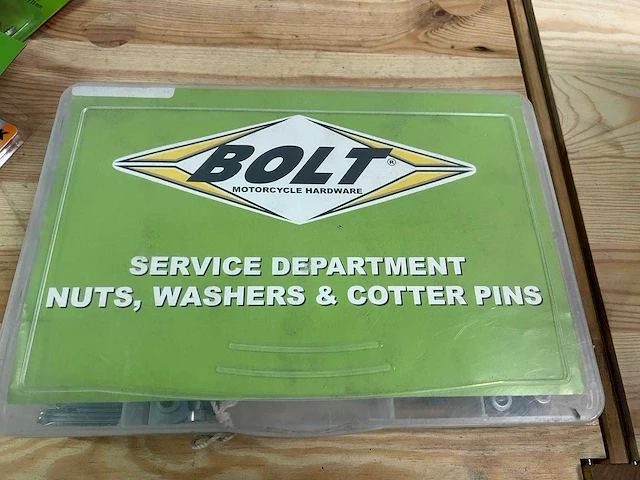 BOLT®
MOTORCYCLE HARDWARE
SERVICE DEPARTMENT
NUTS, WASHERS & COTTER PINS